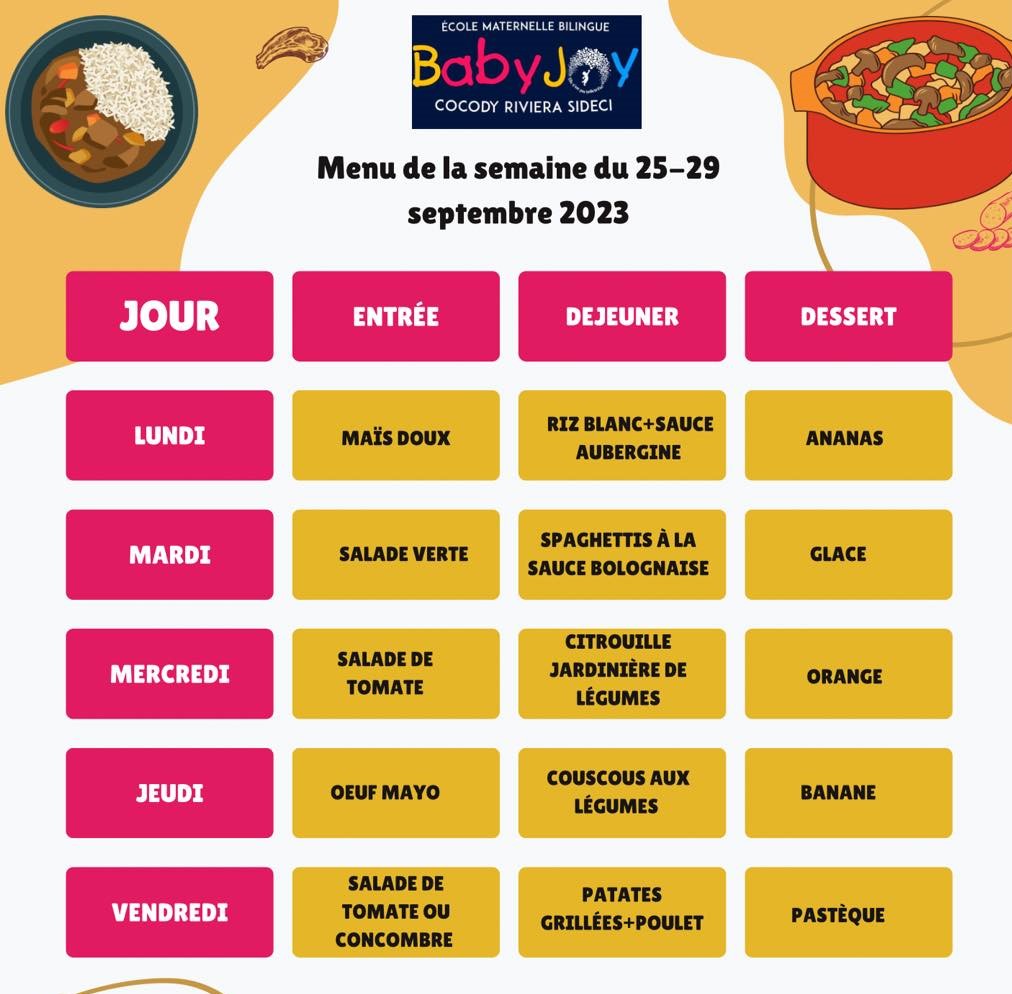 ÉCOLE MATERNELLE BILINGUE
BabyJoy
COCODY RIVIERA SIDECI
Menu de la semaine du 25-29
septembre 2023
JOUR
ENTRÉE
DEJEUNER
DESSERT
LUNDI
MAÏS DOUX
RIZ BLANC+SAUCE
AUBERGINE
ANANAS
MARDI
SALADE VERTE
SPAGHETTIS À LA
SAUCE BOLOGNAISE
GLACE
MERCREDI
SALADE DE
TOMATE
CITROUILLE
JARDINIÈRE DE
LÉGUMES
ORANGE
JEUDI
OEUF MAYO
COUSCOUS AUX
LÉGUMES
BANANE
VENDREDI
SALADE DE
TOMATE OU
CONCOMBRE
PATATES
GRILLÉES+POULET
PASTÈQUE